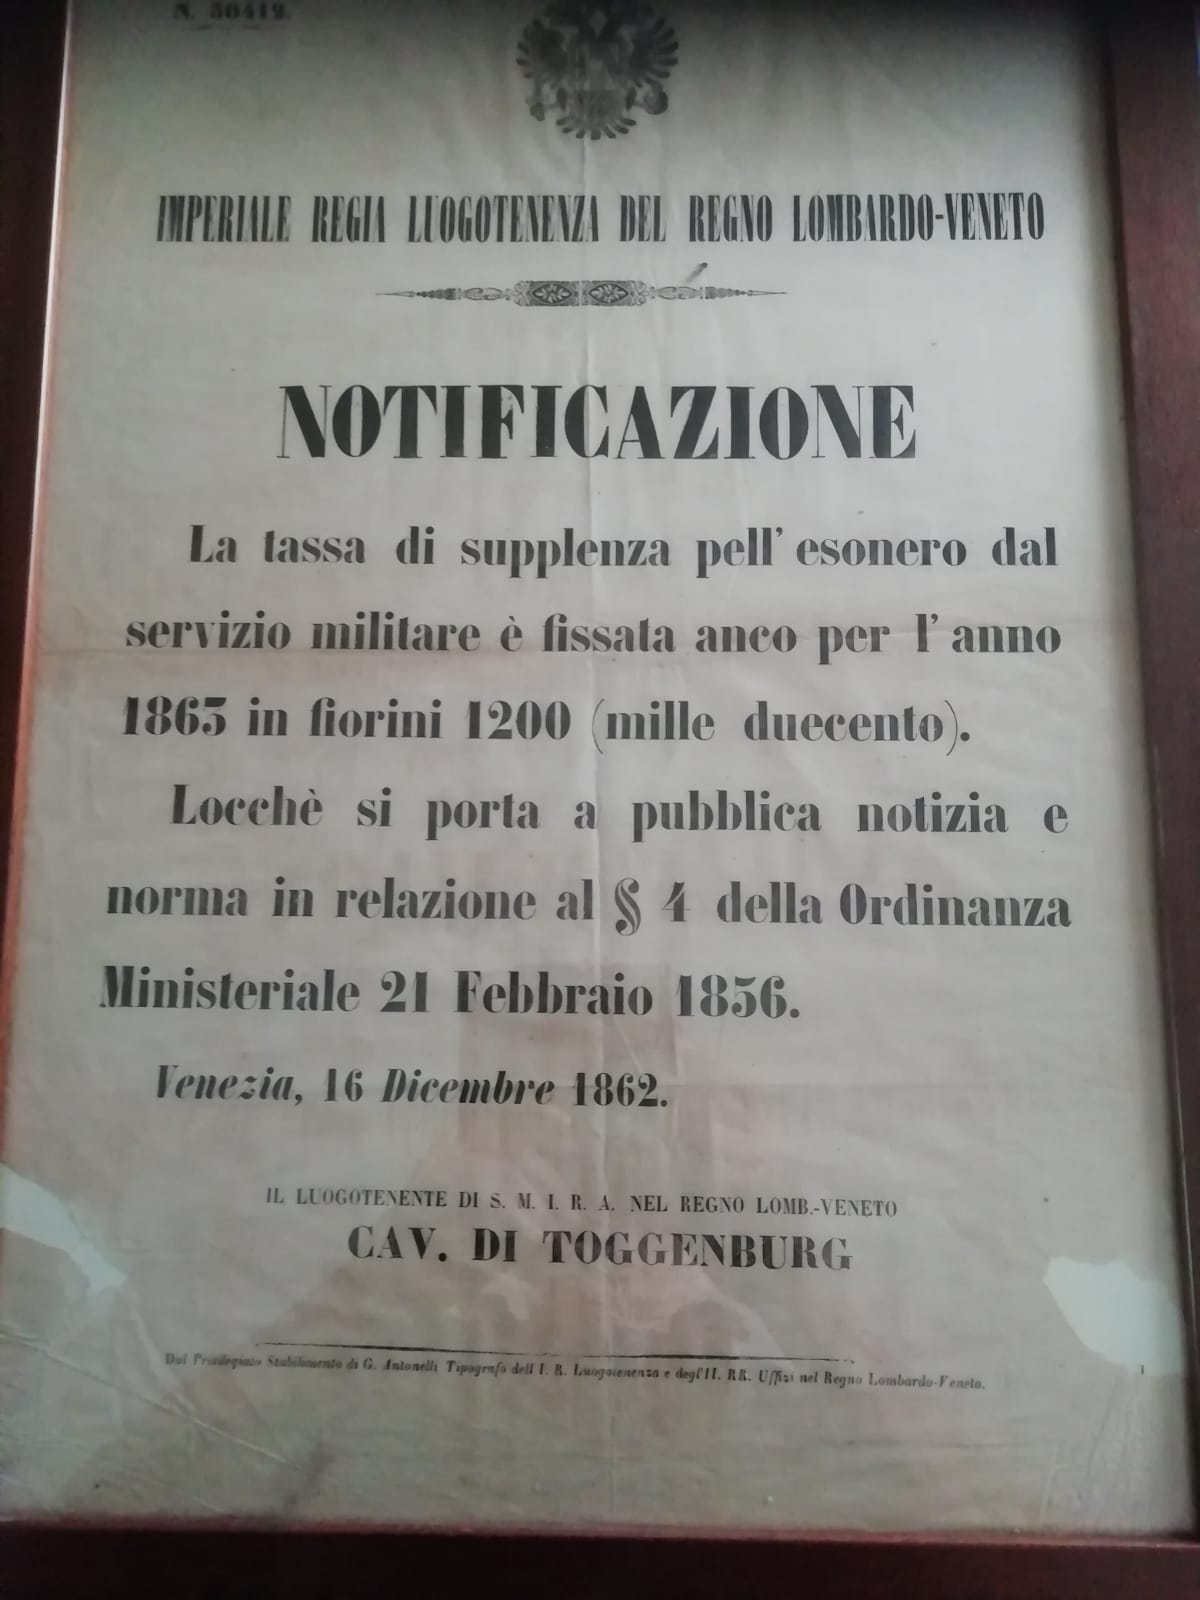 N. 30419.
IMPERIALE REGIA LUOGOTENENZA DEL REGNO LOMBARDO-VENETO
NOTIFICAZIONE
La tassa di supplenza pell' esonero dal
servizio militare è fissata anco per l' anno
1863 in fiorini 1200 (mille duecento).
Locchè si porta a pubblica notizia e
norma in relazione al § 4 della Ordinanza
Ministeriale 21 Febbraio 1856.
Venezia, 16 Dicembre 1862.
IL LUOGOTENENTE DI S. M. I. R. A. NEL REGNO LOMB.-VENETO
CAV. DI TOGGENBURG
Dal Privilegiato Stabilimento di G. Antonelli Tipografo dell' I. R. Luogotenenza e degl' II. RR. Uffizi nel Regno Lombardo-Veneto.